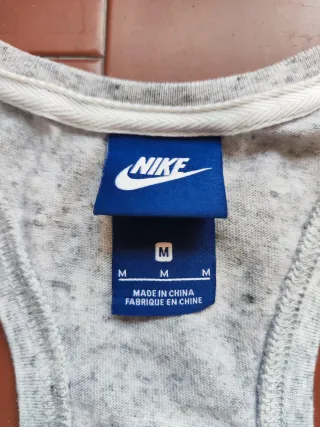 NIKE
M
M M M
MADE IN CHINA
FABRIQUE EN CHINE